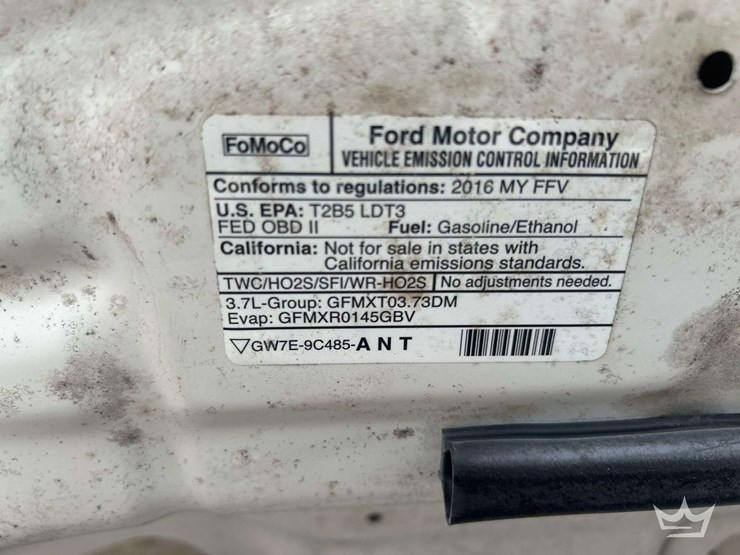 FoMoCo
Ford Motor Company
VEHICLE EMISSION CONTROL INFORMATION
Conforms to regulations: 2016 MY FFV
U.S. EPA: T2B5 LDT3
FED OBD II Fuel: Gasoline/Ethanol
California: Not for sale in states with
California emissions standards.
TWC/HO2S/SFI/WR-HO2S No adjustments needed.
3.7L-Group: GFMXT03.73DM
Evap: GFMXR0145GBV
GW7E-9C485-ANT